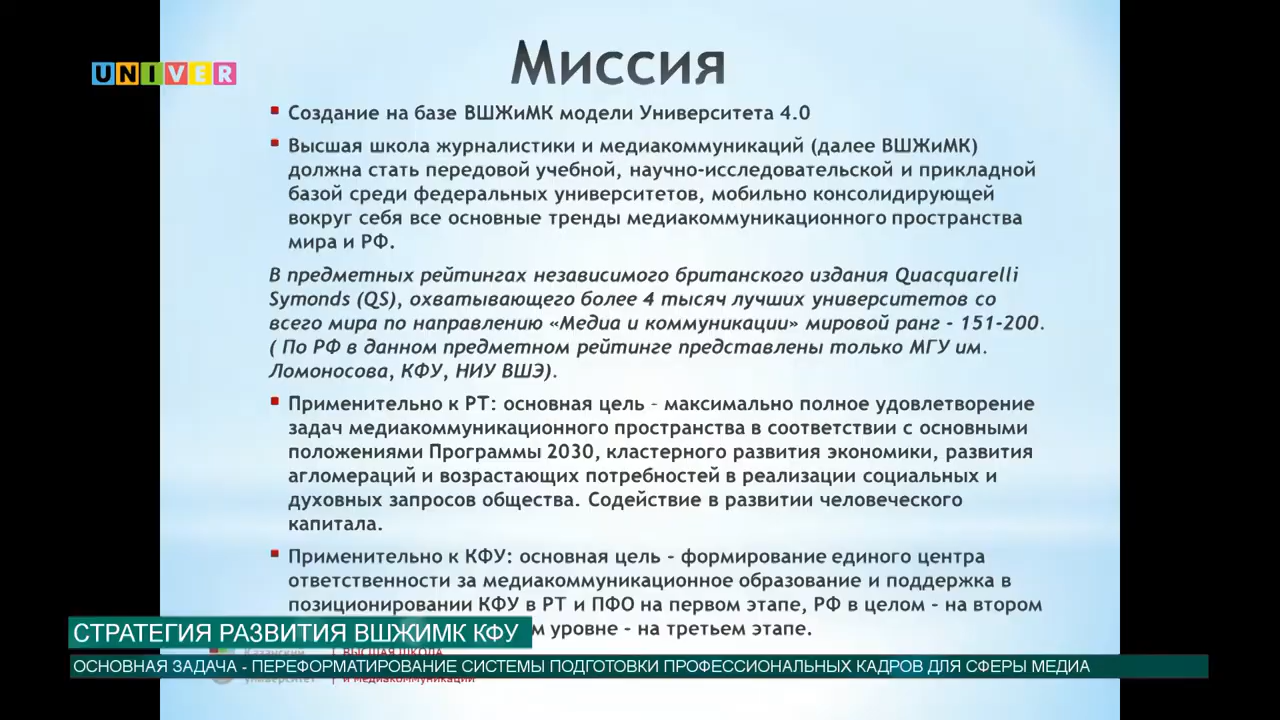 UNIVER
Миссия
Создание на базе ВШЖиМК модели Университета 4.0
Высшая школа журналистики и медиакоммуникаций (далее ВШЖиМК)
должна стать передовой учебной, научно-исследовательской и прикладной
базой среди федеральных университетов, мобильно консолидирующей
вокруг себя все основные тренды медиакоммуникационного пространства
мира и РФ.
В предметных рейтингах независимого британского издания Quacquarelli
Symonds (QS), охватывающего более 4 тысяч лучших университетов со
всего мира по направлению «Медиа и коммуникации» мировой ранг - 151-200.
( По РФ в данном предметном рейтинге представлены только МГУ им.
Ломоносова, КФУ, НИУ ВШЭ).
Применительно к РТ: основная цель – максимально полное удовлетворение
задач медиакоммуникационного пространства в соответствии с основными
положениями Программы 2030, кластерного развития экономики, развития
агломераций и возрастающих потребностей в реализации социальных и
духовных запросов общества. Содействие в развитии человеческого
капитала.
Применительно к КФУ: основная цель – формирование единого центра
ответственности за медиакоммуникационное образование и поддержка в
позиционировании КФУ в РТ и ПФО на первом этапе, РФ в целом – на втором
уровне – на третьем этапе.
СТРАТЕГИЯ РАЗВИТИЯ ВШЖИМК КФУ
ОСНОВНАЯ ЗАДАЧА - ПЕРЕФОРМАТИРОВАНИЕ СИСТЕМЫ ПОДГОТОВКИ ПРОФЕССИОНАЛЬНЫХ КАДРОВ ДЛЯ СФЕРЫ МЕДИА